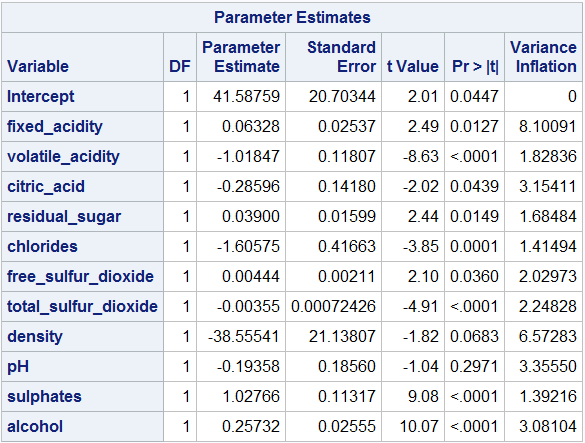 Parameter Estimates
Variable DF Parameter Estimate Standard Error t Value Pr > |t| Variance Inflation
Intercept 1 41.58759 20.70344 2.01 0.0447 0
fixed_acidity 1 0.06328 0.02537 2.49 0.0127 8.10091
volatile_acidity 1 -1.01847 0.11807 -8.63 <.0001 1.82836
citric_acid 1 -0.28596 0.14180 -2.02 0.0439 3.15411
residual_sugar 1 0.03900 0.01599 2.44 0.0149 1.68484
chlorides 1 -1.60575 0.41663 -3.85 0.0001 1.41494
free_sulfur_dioxide 1 0.00444 0.00211 2.10 0.0360 2.02973
total_sulfur_dioxide 1 -0.00355 0.00072426 -4.91 <.0001 2.24828
density 1 -38.55541 21.13807 -1.82 0.0683 6.57283
pH 1 -0.19358 0.18560 -1.04 0.2971 3.35550
sulphates 1 1.02766 0.11317 9.08 <.0001 1.39216
alcohol 1 0.25732 0.02555 10.07 <.0001 3.08104